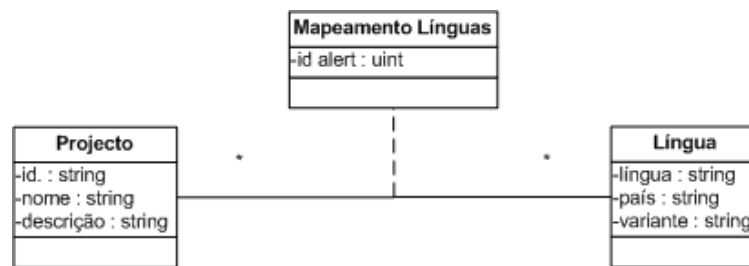 Mapeamento Línguas
-id alert : uint
Projecto
-id. : string
-nome : string
-descrição : string
*
*
Língua
-língua : string
-país : string
-variante : string